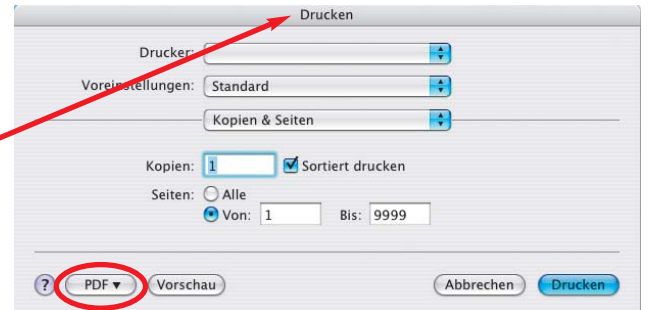 Drucken
Drucker:
Voreinstellungen: Standard
Kopien & Seiten
Kopien: 1 Sortiert drucken
Seiten: Alle
Von: 1 Bis: 9999
? PDF ▼ Vorschau Abbrechen Drucken